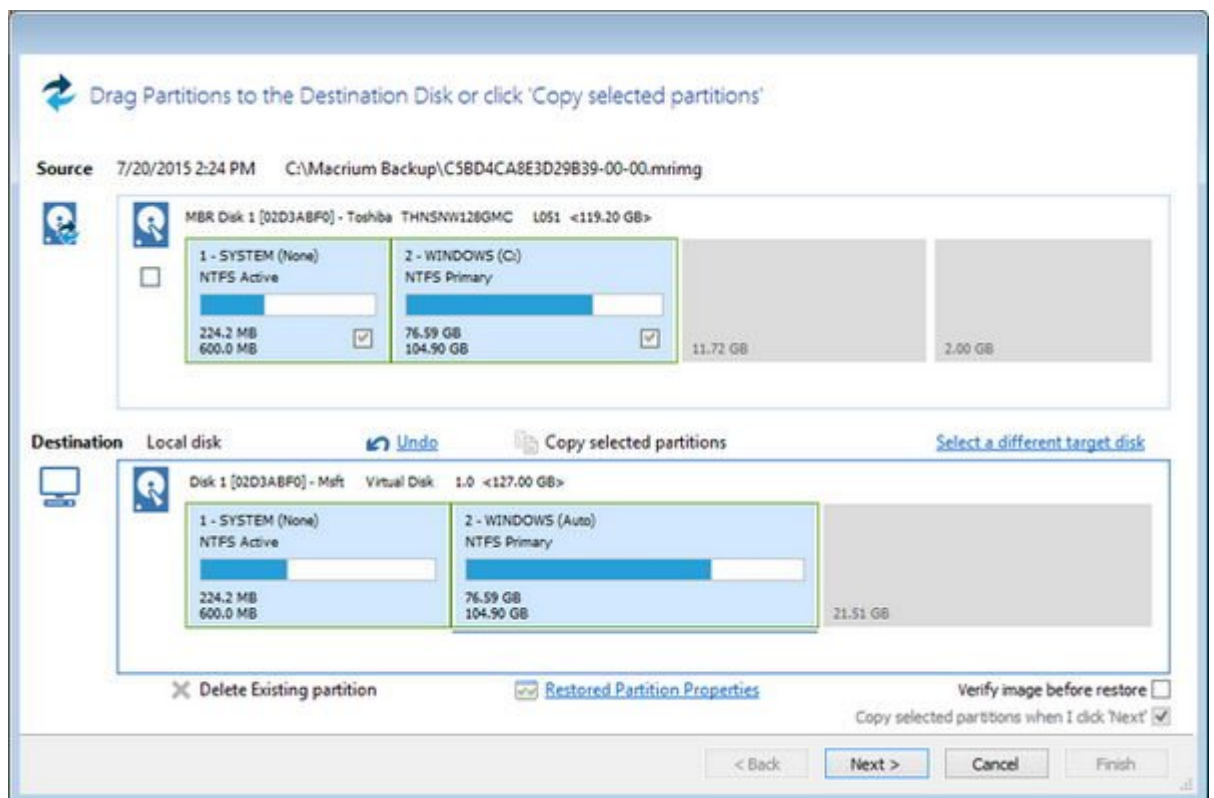 Drag Partitions to the Destination Disk or click 'Copy selected partitions'
Source 7/20/2015 2:24 PM C:\Macrium Backup\C5BD4CA8E3D29B39-00-00.mrimg
MBR Disk 1 [02D3ABF0] - Toshiba THNSNW128GMC L051 <119.20 GB>
1 - SYSTEM (None)
NTFS Active
224.2 MB
600.0 MB
2 - WINDOWS (C:)
NTFS Primary
76.59 GB
104.90 GB
11.72 GB
2.00 GB
Destination Local disk Undo Copy selected partitions Select a different target disk
Disk 1 [02D3ABF0] - Msft Virtual Disk 1.0 <127.00 GB>
1 - SYSTEM (None)
NTFS Active
224.2 MB
600.0 MB
2 - WINDOWS (Auto)
NTFS Primary
76.59 GB
104.90 GB
21.51 GB
Delete Existing partition Restored Partition Properties Verify image before restore
Copy selected partitions when I click 'Next'
< Back Next > Cancel Finish